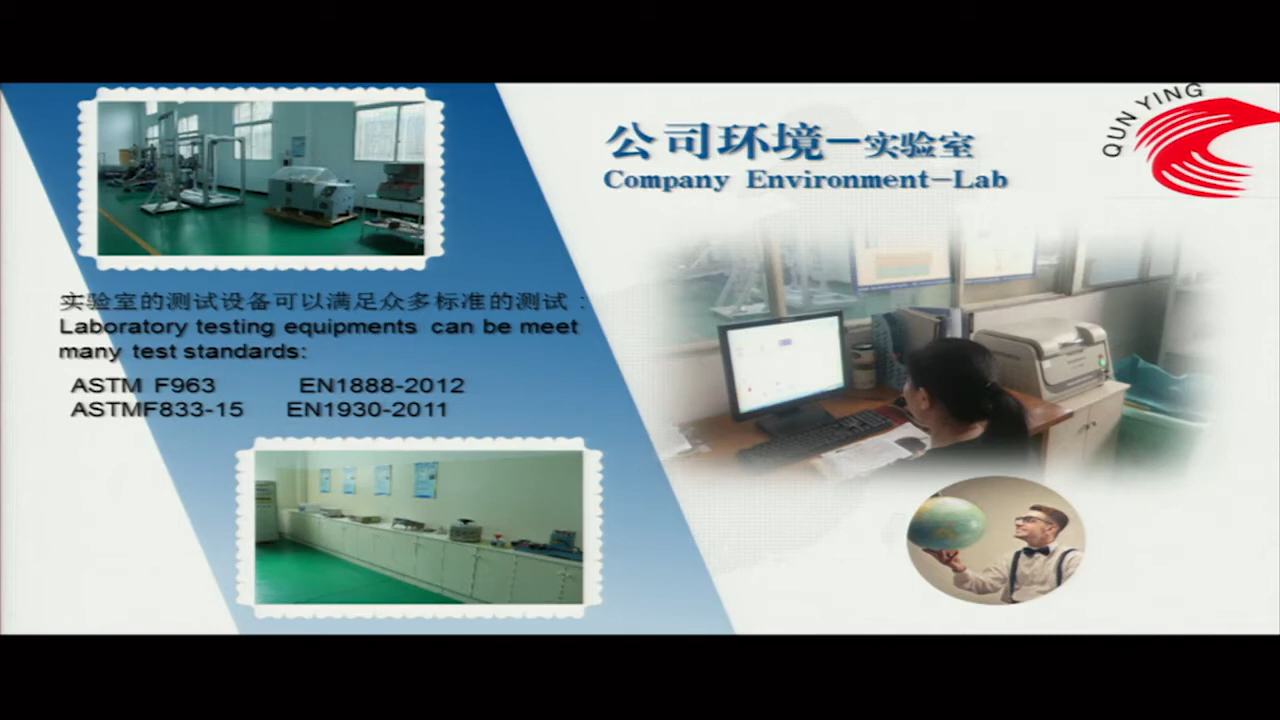 公司环境-实验室
Company Environment-Lab
QUN YING
实验室的测试设备可以满足众多标准的测试：
Laboratory testing equipments can be meet
many test standards:
ASTM F963 EN1888-2012
ASTMF833-15 EN1930-2011